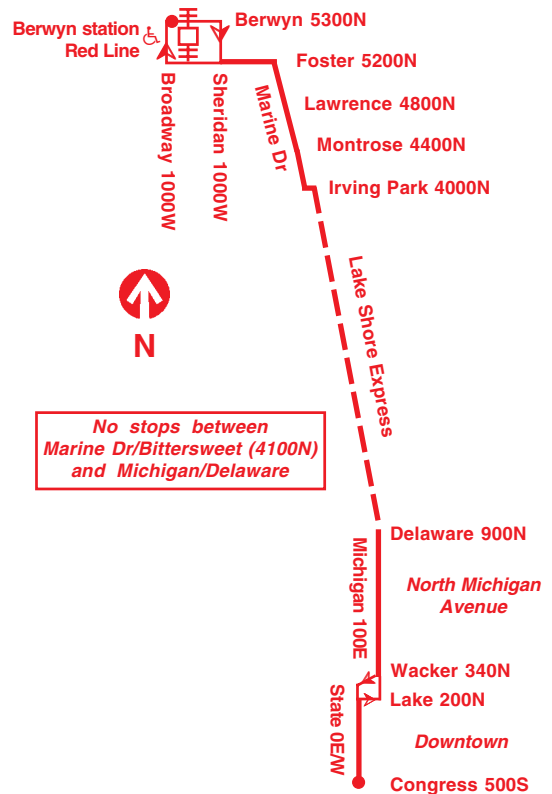 Berwyn station
Red Line
Berwyn 5300N
Foster 5200N
Broadway 1000W
Sheridan 1000W
Marine Dr
Lawrence 4800N
Montrose 4400N
Irving Park 4000N
Lake Shore Express
N
No stops between
Marine Dr/Bittersweet (4100N)
and Michigan/Delaware
Delaware 900N
Michigan 100E
North Michigan
Avenue
Wacker 340N
Lake 200N
State 0E/W
Downtown
Congress 500S